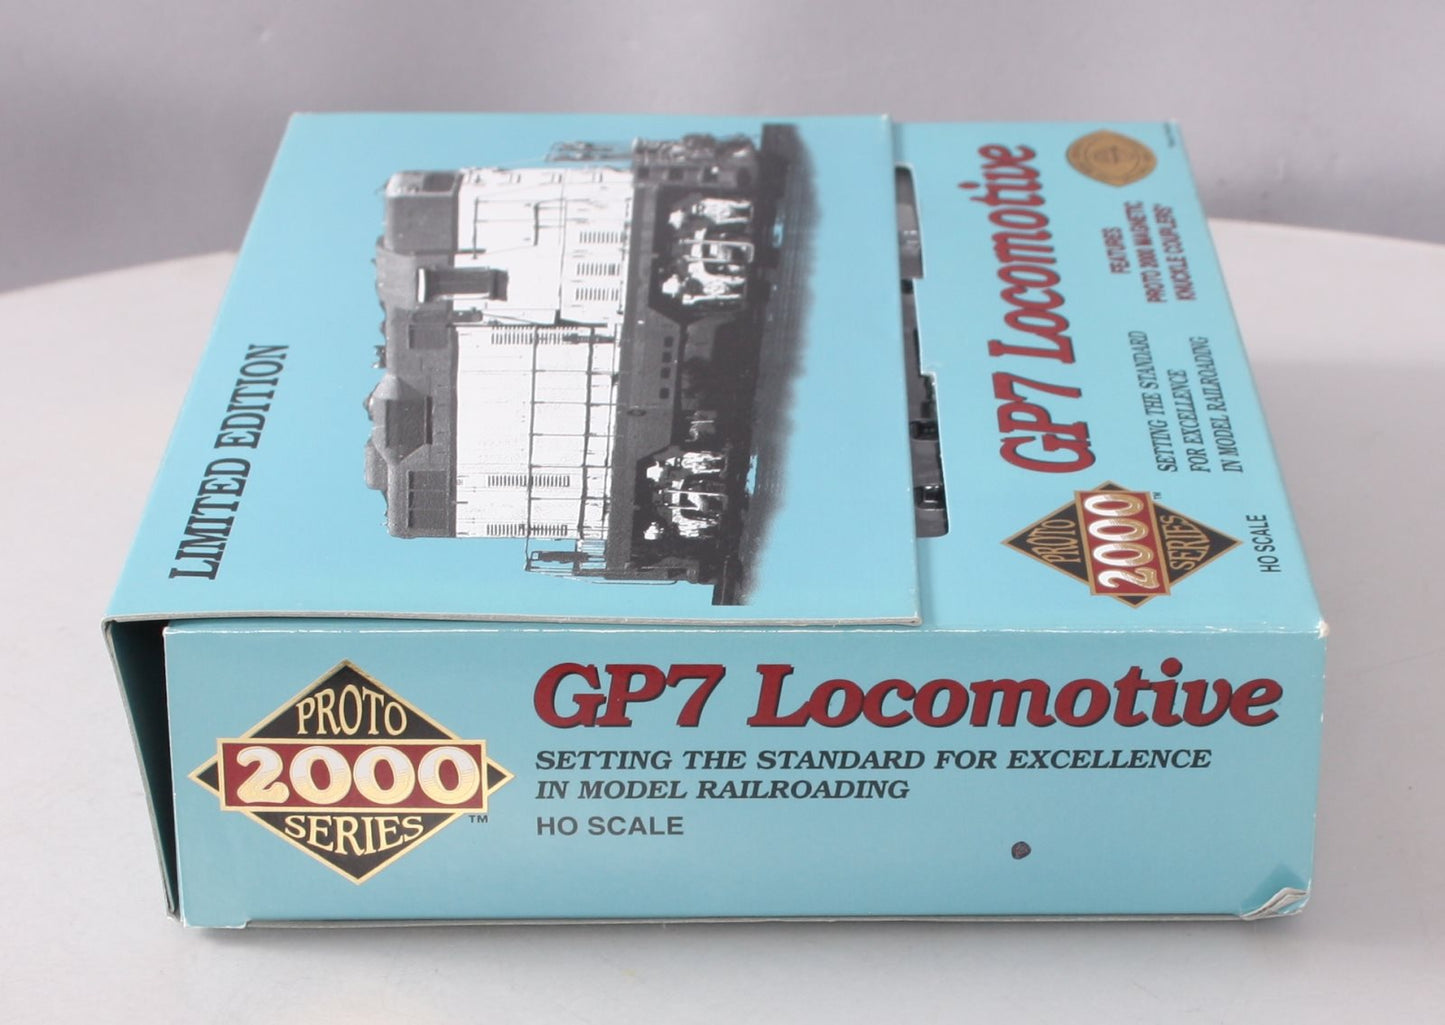 LIMITED EDITION
GP7 Locomotive
FEATURES
PROTO 2000 MAGNETIC
KNUCKLE COUPLERS
SETTING THE STANDARD
FOR EXCELLENCE
IN MODEL RAILROADING
PROTO
2000
SERIES
TM
HO SCALE
PROTO
2000
SERIES
TM
GP7 Locomotive
SETTING THE STANDARD FOR EXCELLENCE
IN MODEL RAILROADING
HO SCALE